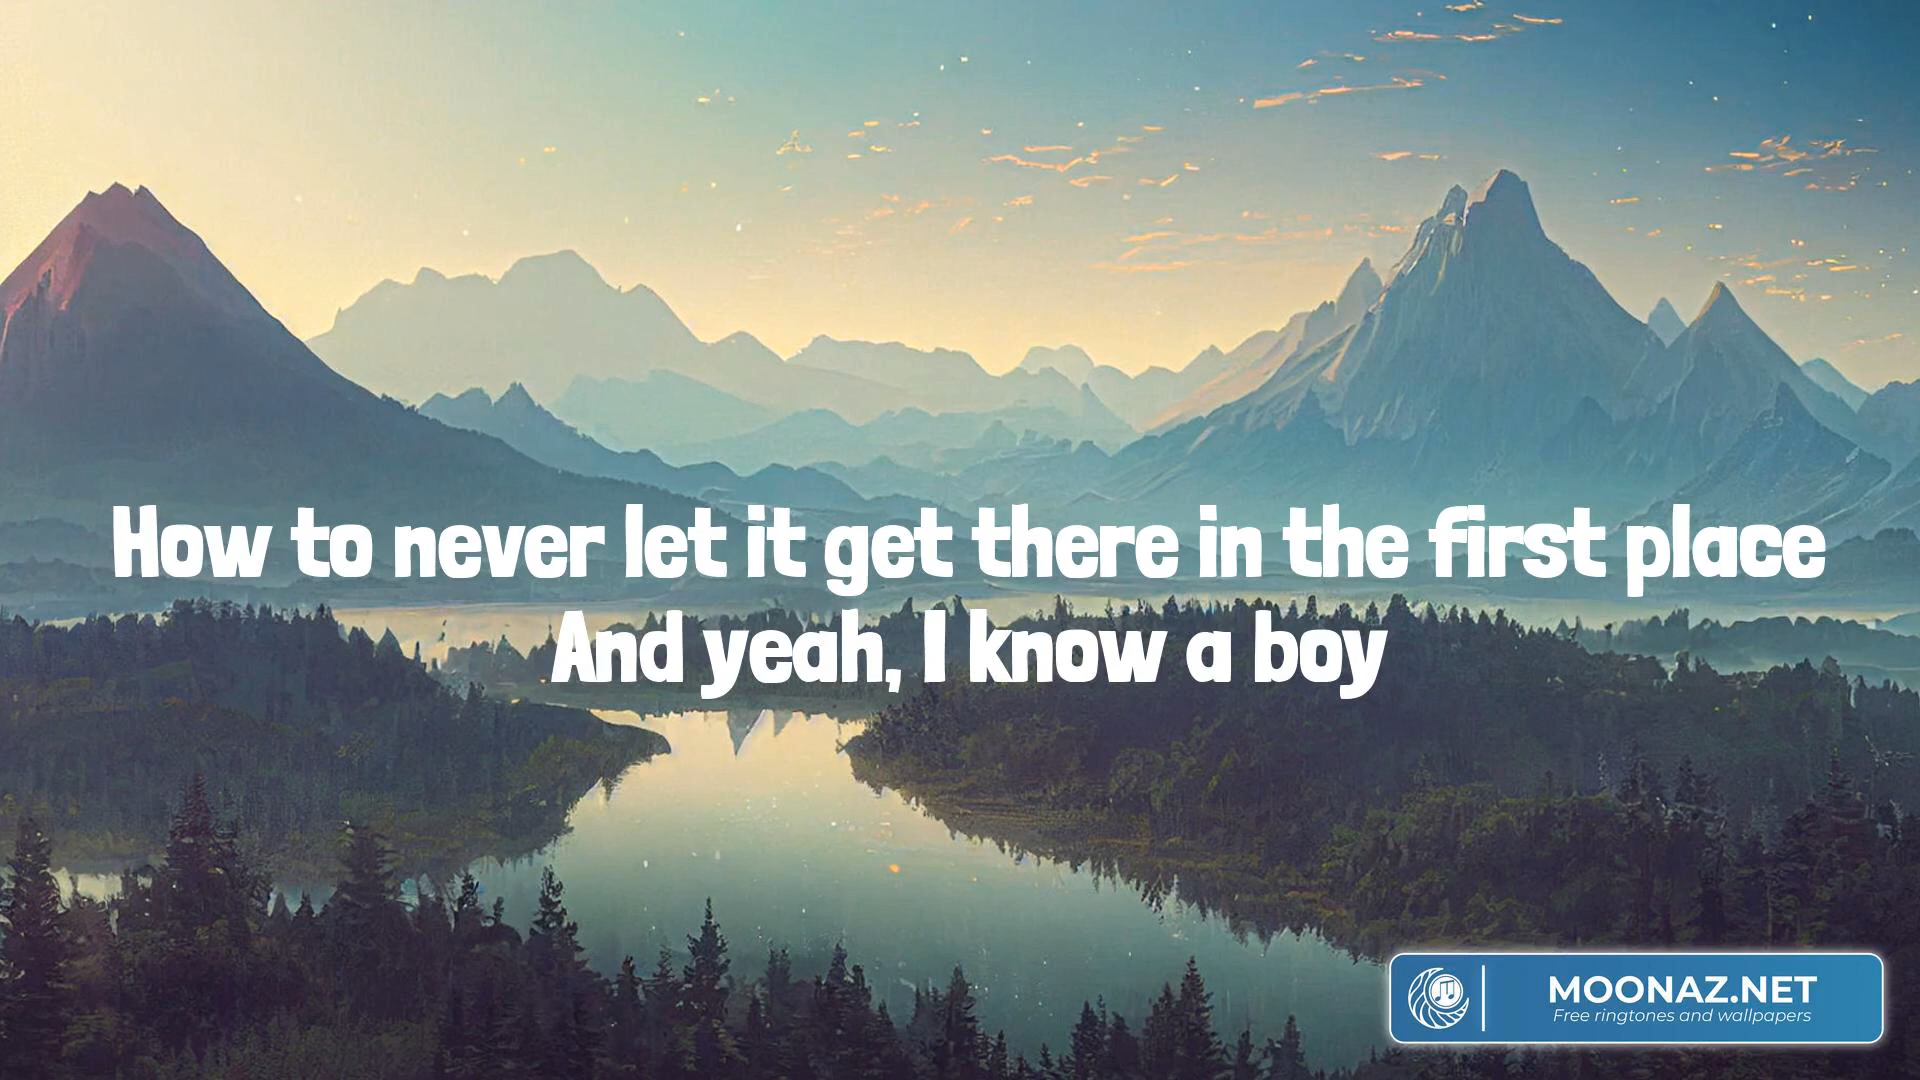 How to never let it get there in the first place
And yeah, I know a boy
MOONAZ.NET
Free ringtones and wallpapers